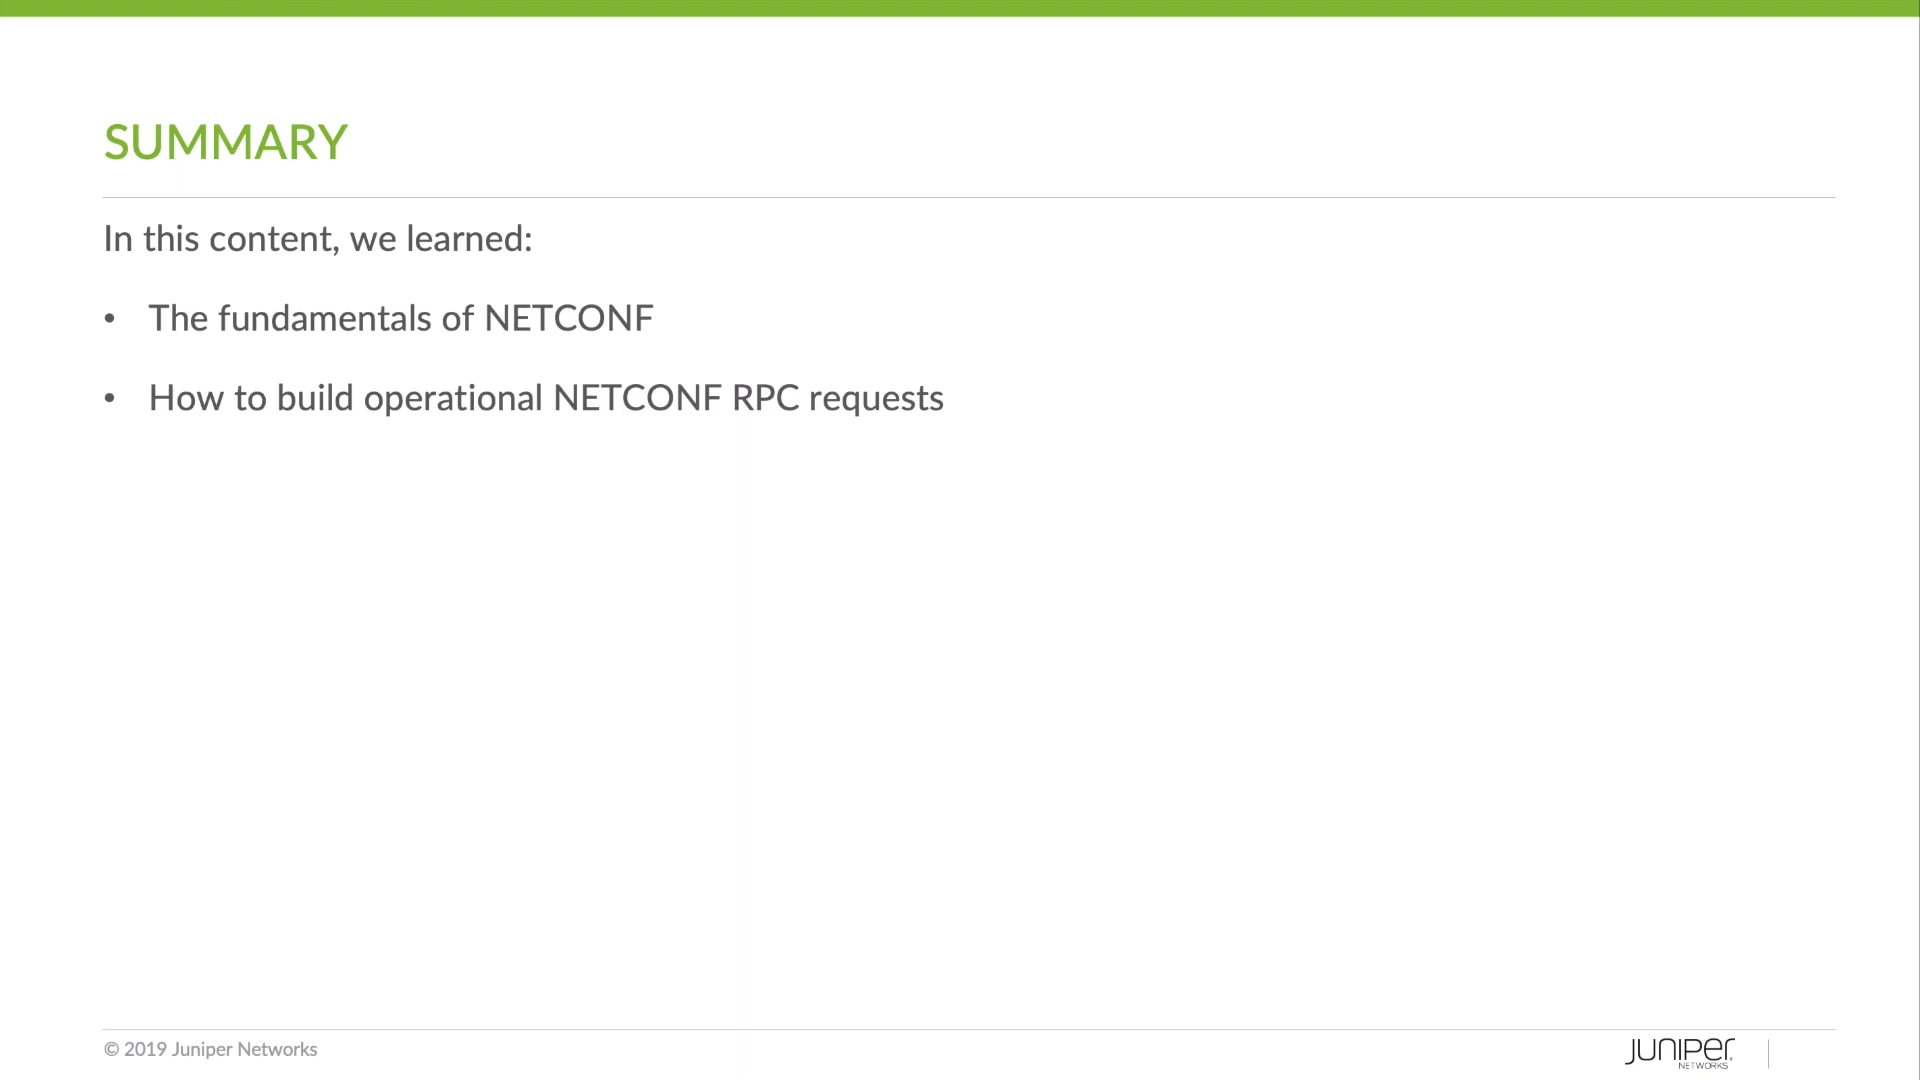 SUMMARY
In this content, we learned:
• The fundamentals of NETCONF
• How to build operational NETCONF RPC requests
© 2019 Juniper Networks
JUNIPER
NETWORKS